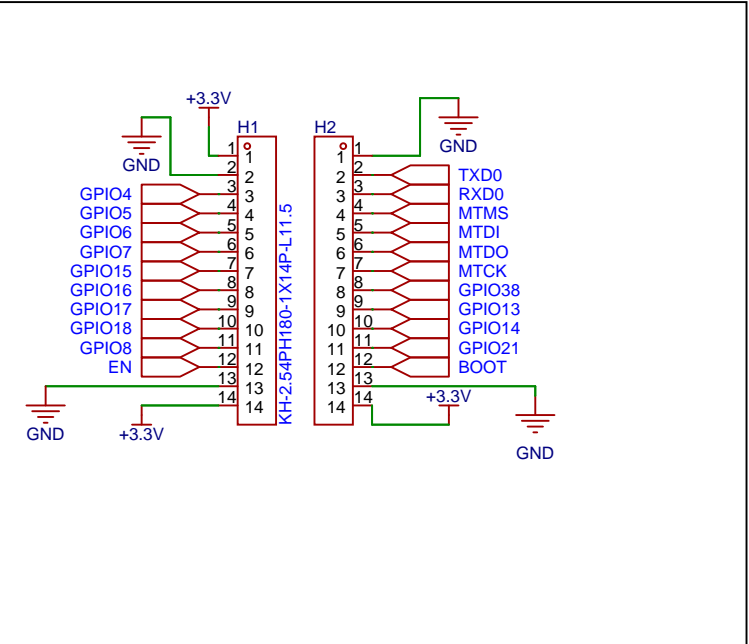 +3.3V
H1
GND
1 1
2 2
GPIO4 3 3
GPIO5 4 4
GPIO6 5 5
GPIO7 6 6
GPIO15 7 7
GPIO16 8 8
GPIO17 9 9
GPIO18 10 10
GPIO8 11 11
EN 12 12
13 13
14 14
GND
+3.3V
KH-2.54PH180-1X14P-L11.5
H2
GND
1 1
2 2 TXD0
3 3 RXD0
4 4 MTMS
5 5 MTDI
6 6 MTDO
7 7 MTCK
8 8 GPIO38
9 9 GPIO13
10 10 GPIO14
11 11 GPIO21
12 12 BOOT
13 13
14 14
+3.3V
GND